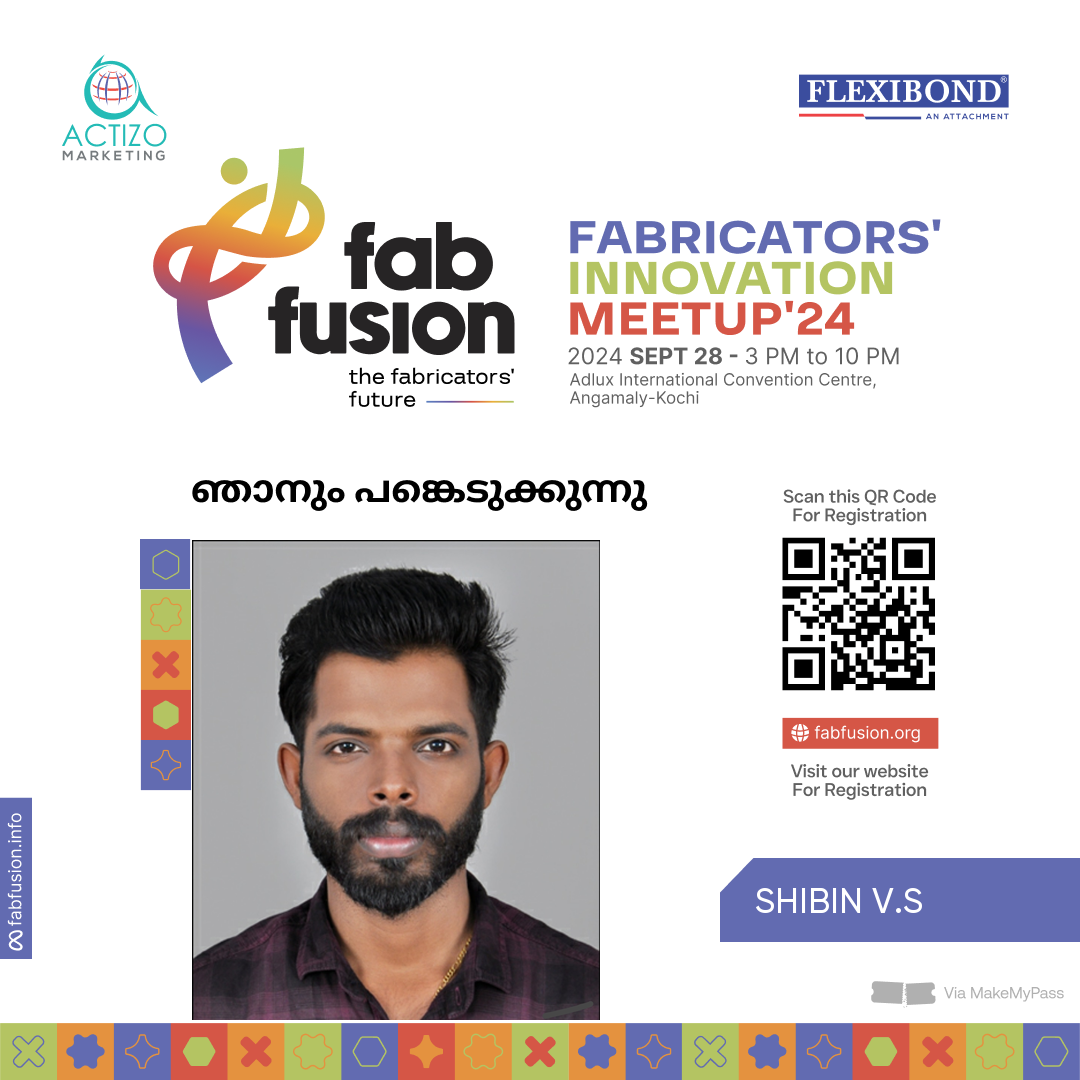 ACTIZO
MARKETING
FLEXIBOND®
AN ATTACHMENT
fab
fusion
the fabricators'
future
FABRICATORS'
INNOVATION
MEETUP'24
2024 SEPT 28 - 3 PM to 10 PM
Adlux International Convention Centre,
Angamaly-Kochi
ഞാനും പങ്കെടുക്കുന്നു
Scan this QR Code
For Registration
fabfusion.org
Visit our website
For Registration
fabfusion.info
SHIBIN V.S
Via MakeMyPass